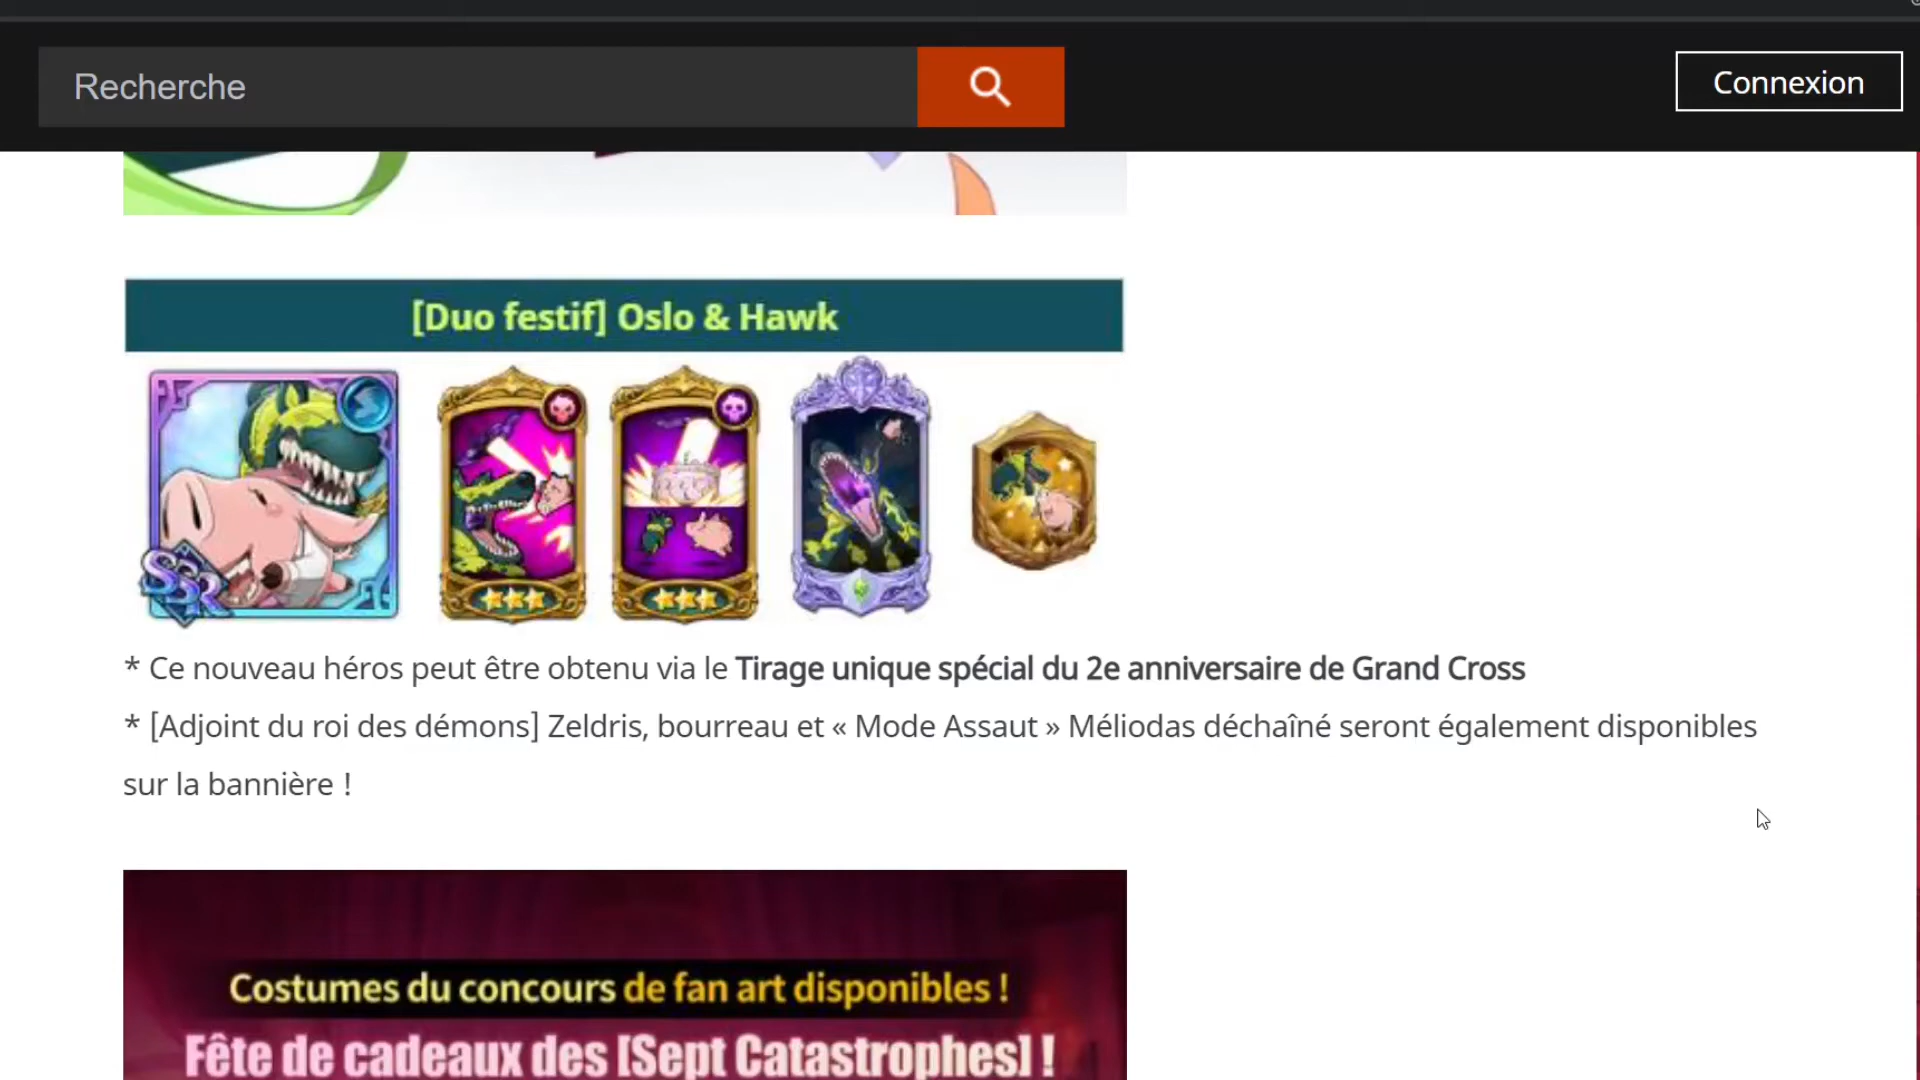 Recherche
Connexion
[Duo festif] Oslo & Hawk
SSR
* Ce nouveau héros peut être obtenu via le Tirage unique spécial du 2e anniversaire de Grand Cross
* [Adjoint du roi des démons] Zeldris, bourreau et « Mode Assaut » Méliodas déchaîné seront également disponibles
sur la bannière !
Costumes du concours de fan art disponibles !
Fête de cadeaux des [Sept Catastrophes] !